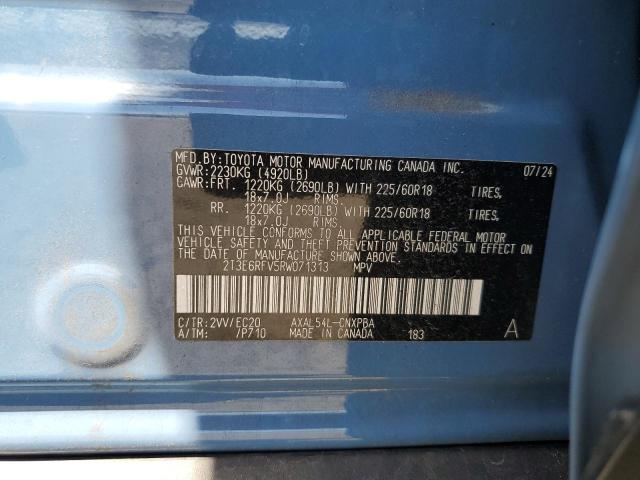 MFD.BY:TOYOTA MOTOR MANUFACTURING CANADA INC. 07/24
GVWR:2230KG (4920LB)
GAWR:FRT. 1220KG (2690LB) WITH 225/60R18 TIRES,
18x7.0J RIMS
RR. 1220KG (2690LB) WITH 225/60R18 TIRES,
18x7.0J RIMS
THIS VEHICLE CONFORMS TO ALL APPLICABLE FEDERAL MOTOR
VEHICLE SAFETY AND THEFT PREVENTION STANDARDS IN EFFECT ON
THE DATE OF MANUFACTURE SHOWN ABOVE.
2T3E6RFV5RW071313 MPV
C/TR:2VV/EC20 AXAL54L-CNXPBA
A/TM: /P710 MADE IN CANADA 183 A